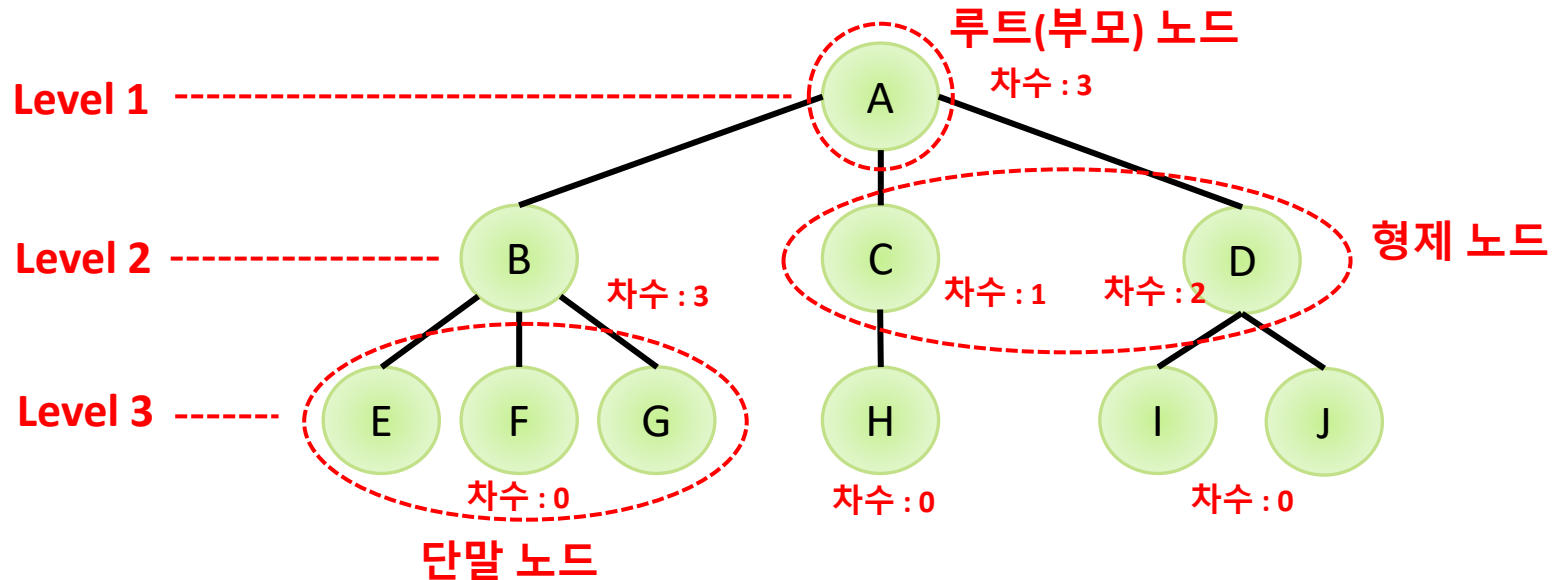 루트(부모) 노드
Level 1
A
차수 : 3
Level 2
B
C
D
형제 노드
차수 : 3
차수 : 1
차수 : 2
Level 3
E
F
G
H
I
J
차수 : 0
차수 : 0
차수 : 0
단말 노드